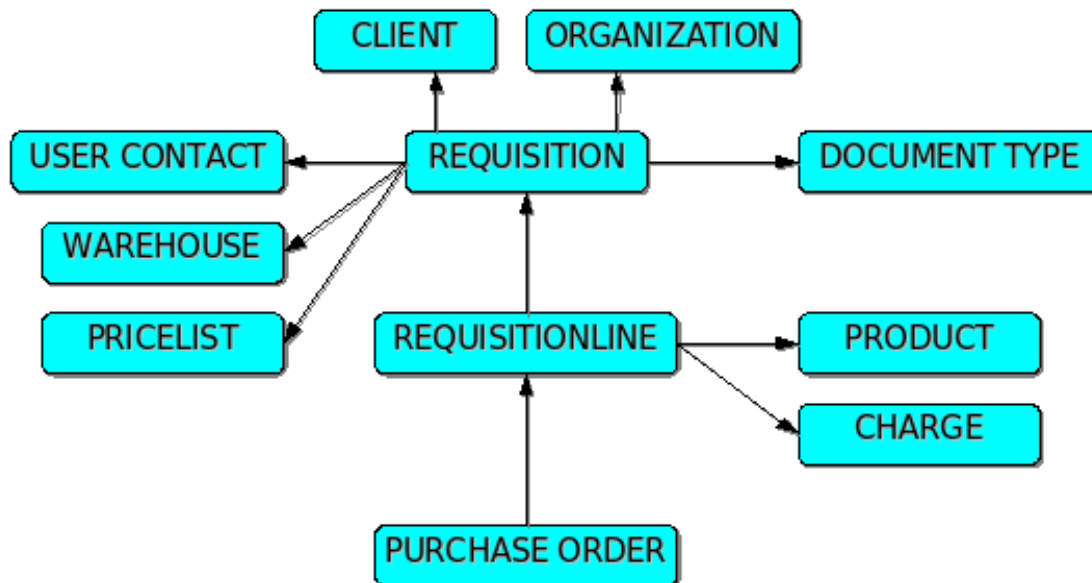 CLIENT
ORGANIZATION
USER CONTACT
REQUISITION
DOCUMENT TYPE
WAREHOUSE
PRICELIST
REQUISITIONLINE
PRODUCT
CHARGE
PURCHASE ORDER